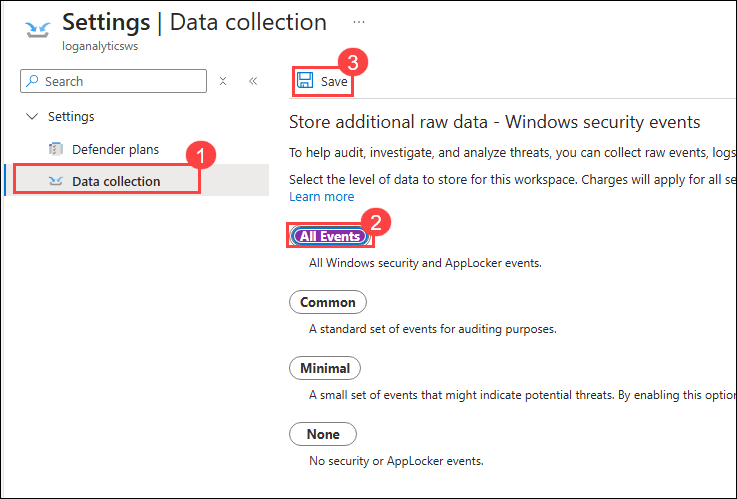 Settings | Data collection ...
loganalyticsws
Search
Settings
Defender plans
1
Data collection
3
Save
Store additional raw data - Windows security events
To help audit, investigate, and analyze threats, you can collect raw events, logs
Select the level of data to store for this workspace. Charges will apply for all se
Learn more
2
All Events
All Windows security and AppLocker events.
Common
A standard set of events for auditing purposes.
Minimal
A small set of events that might indicate potential threats. By enabling this option
None
No security or AppLocker events.